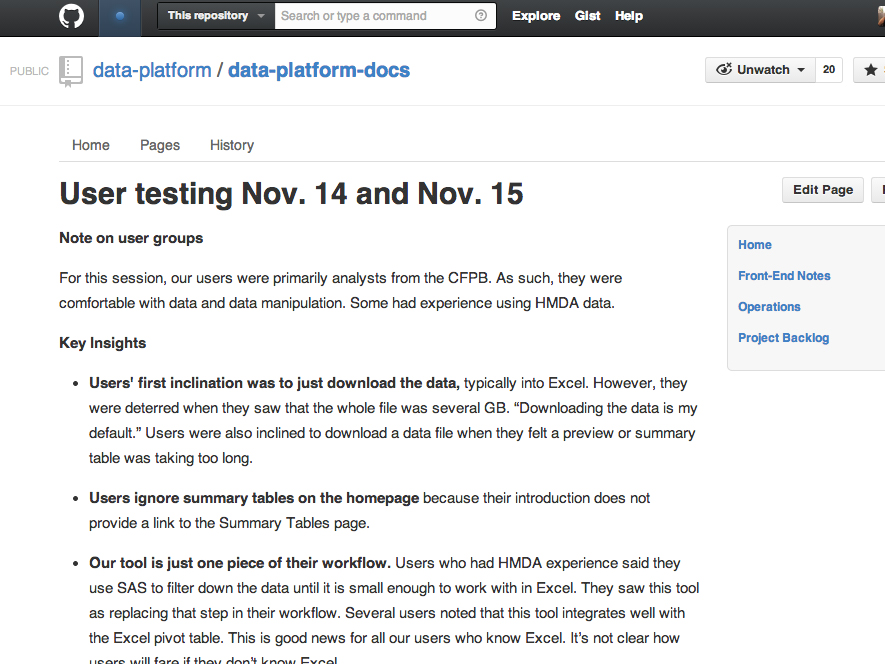 This repository Search or type a command Explore Gist Help
PUBLIC data-platform / data-platform-docs Unwatch 20
Home Pages History
User testing Nov. 14 and Nov. 15 Edit Page
Note on user groups
For this session, our users were primarily analysts from the CFPB. As such, they were
comfortable with data and data manipulation. Some had experience using HMDA data.
Key Insights
Users' first inclination was to just download the data, typically into Excel. However, they
were deterred when they saw that the whole file was several GB. “Downloading the data is my
default.” Users were also inclined to download a data file when they felt a preview or summary
table was taking too long.
Users ignore summary tables on the homepage because their introduction does not
provide a link to the Summary Tables page.
Our tool is just one piece of their workflow. Users who had HMDA experience said they
use SAS to filter down the data until it is small enough to work with in Excel. They saw this tool
as replacing that step in their workflow. Several users noted that this tool integrates well with
the Excel pivot table. This is good news for all our users who know Excel. It’s not clear how
users will fare if they don’t know Excel.
Home
Front-End Notes
Operations
Project Backlog